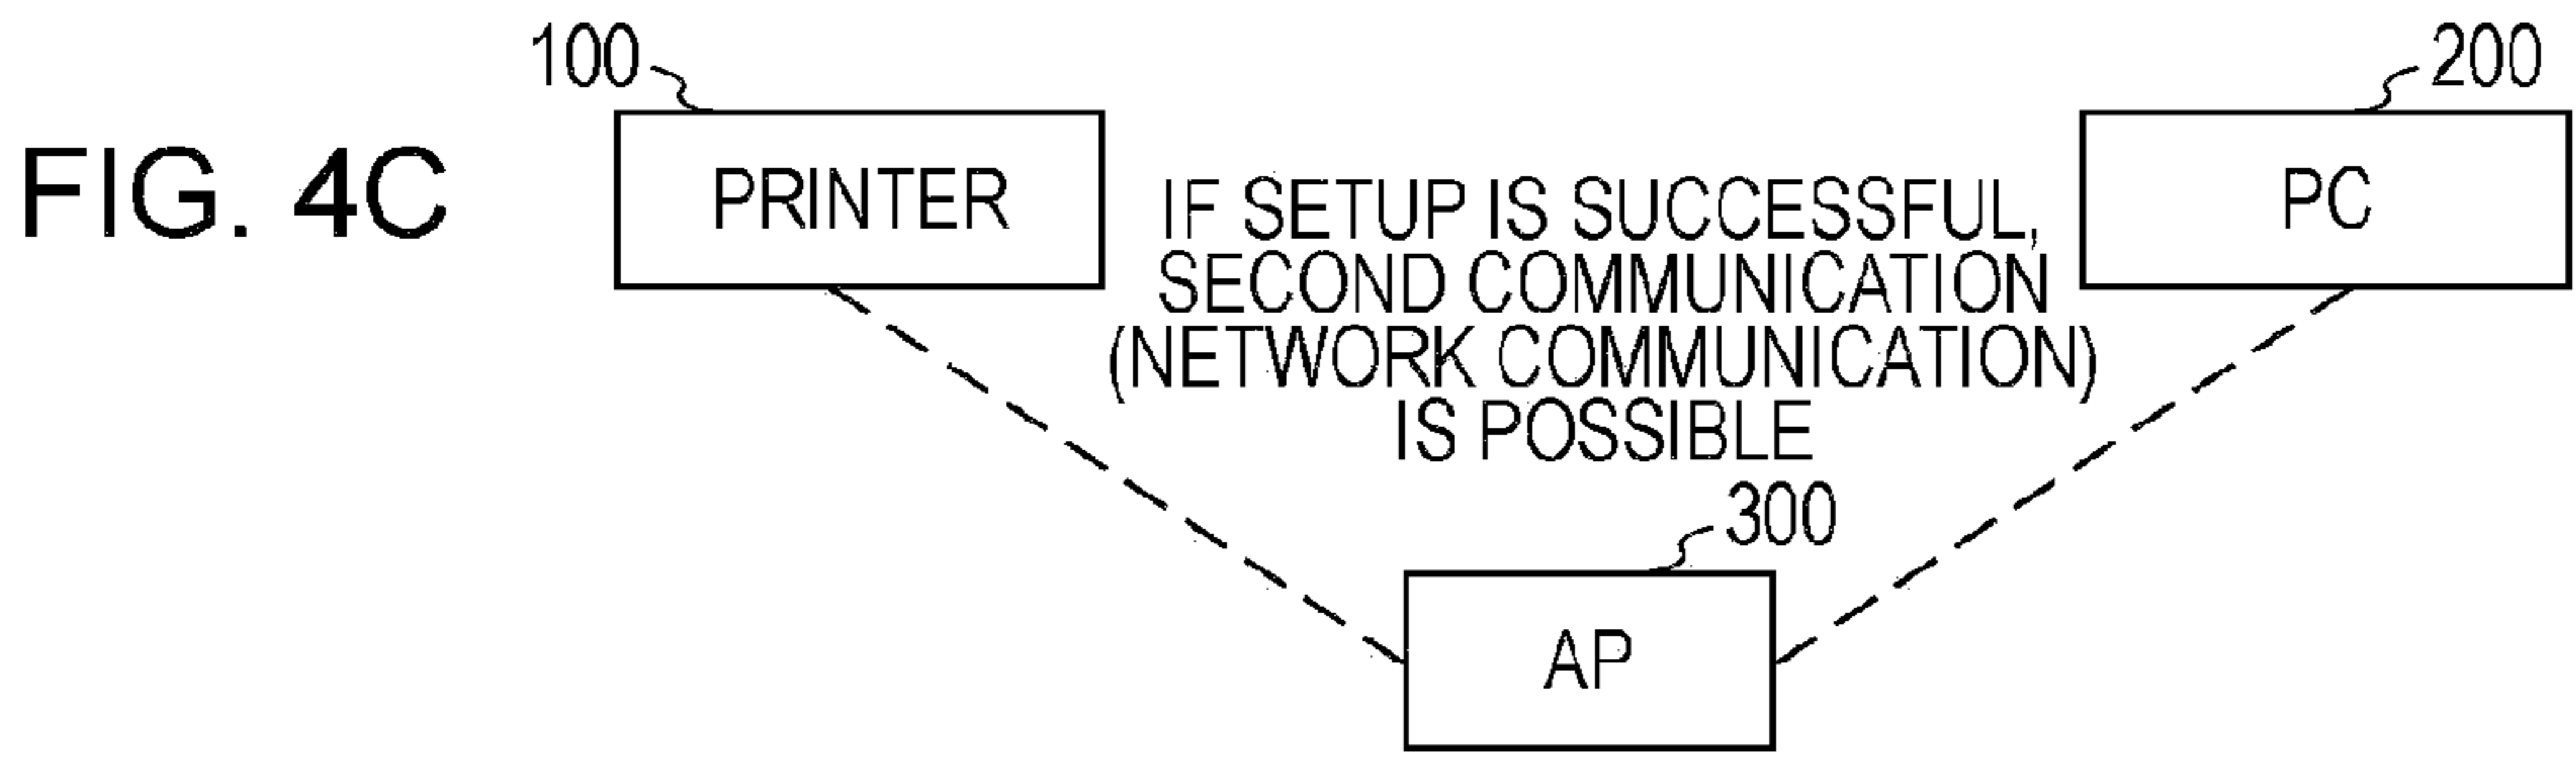 100
200
FIG. 4C
PRINTER
IF SETUP IS SUCCESSFUL,
SECOND COMMUNICATION
(NETWORK COMMUNICATION)
IS POSSIBLE
PC
300
AP